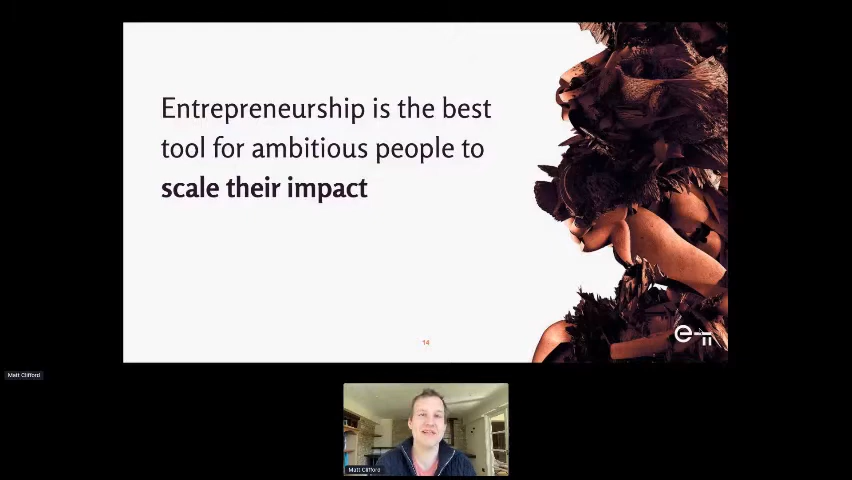 Entrepreneurship is the best
tool for ambitious people to
scale their impact
14
Matt Clifford
Matt Clifford